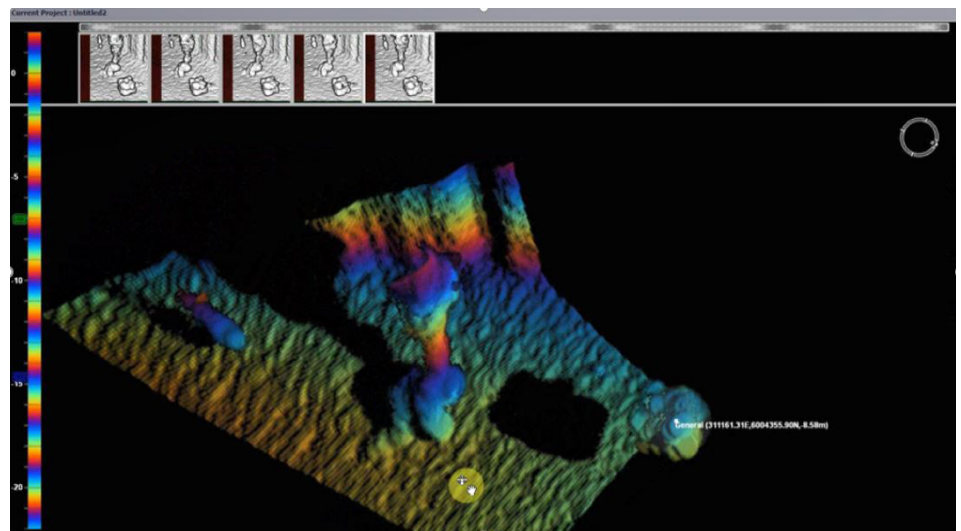 Current Project : Untitled2
0
-5
-10
-15
-20
General (311161.31E,6004355.90N,-8.58m)